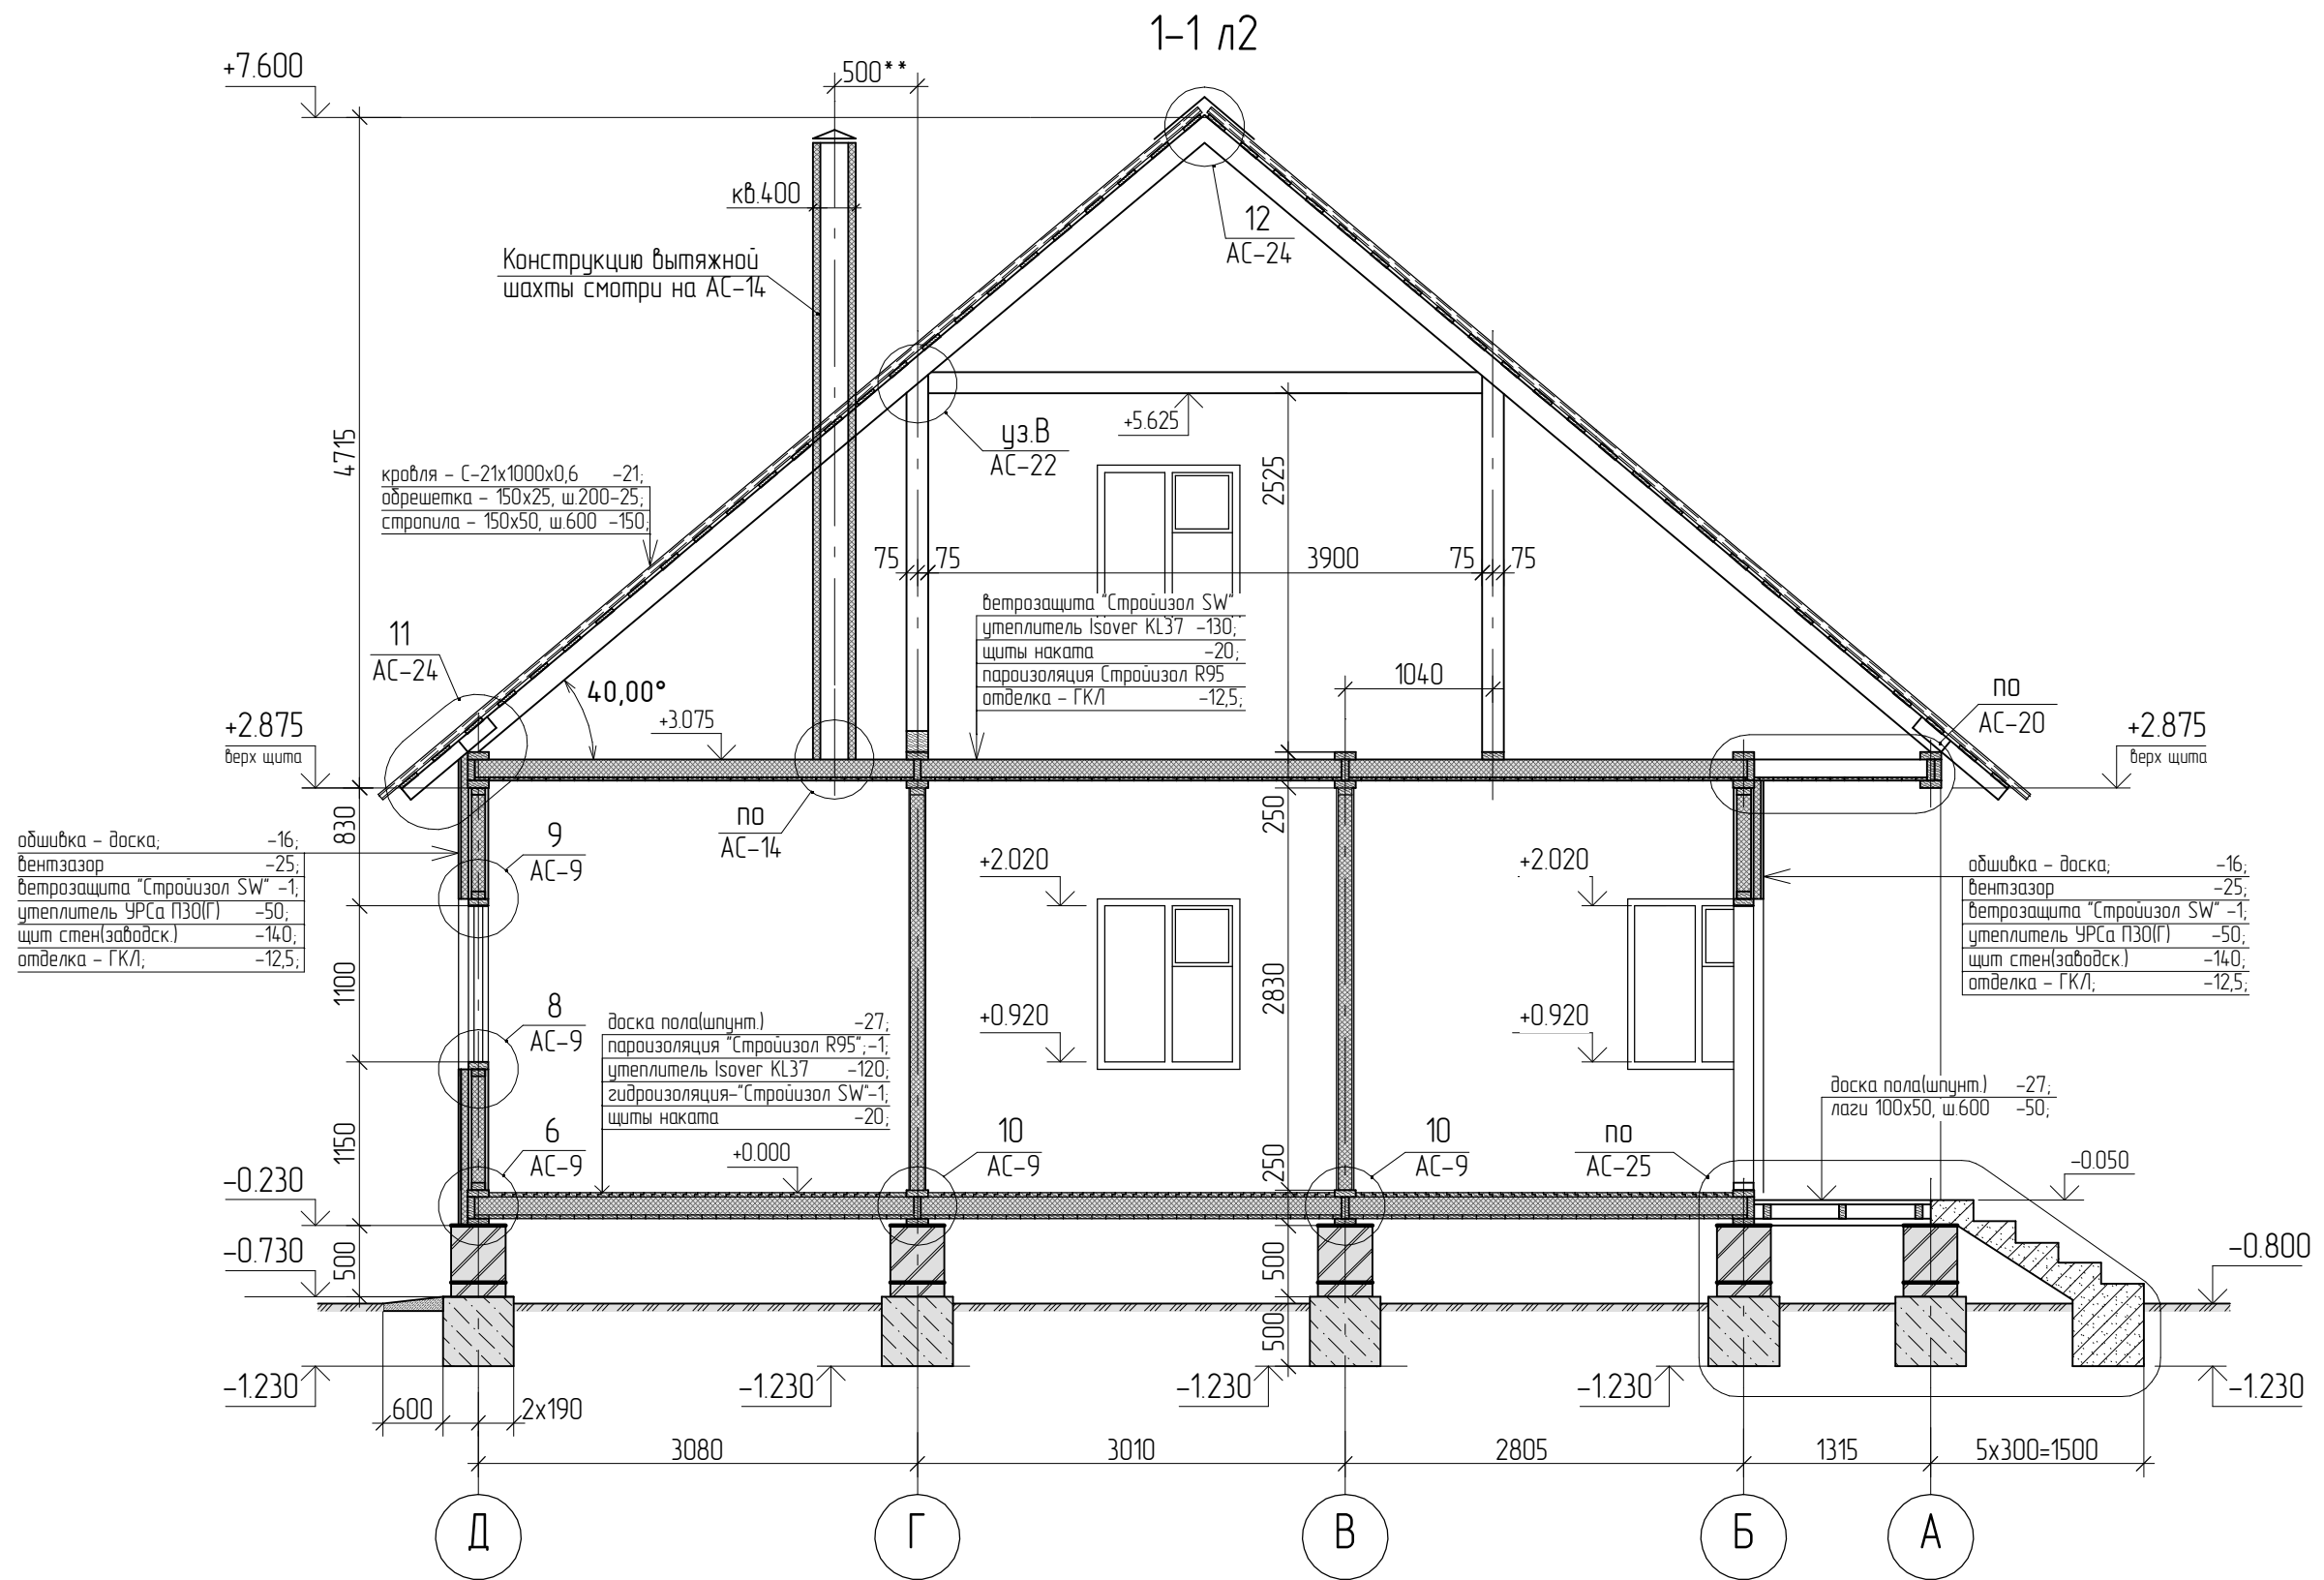 1-1 л2
+7.600
500**
кв.400
12
АС-24
Конструкцию вытяжной
шахты смотри на АС-14
4715
уз.В
АС-22
+5.625
2525
кровля - С-21х1000х0,6 -21;
обрешетка - 150х25, ш.200-25;
стропила - 150х50, ш.600 -150;
75
75
3900
75
75
ветрозащита "Стройизол SW"
утеплитель Isover KL37 -130;
щиты наката -20;
пароизоляция Стройизол R95
отделка - ГКЛ -12,5;
11
АС-24
40,00°
1040
+3.075
по
АС-20
+2.875
верх щита
+2.875
верх щита
830
250
по
АС-14
9
АС-9
обшивка - доска; -16;
вентзазор -25;
ветрозащита "Стройизол SW" -1;
утеплитель УРСа П30(Г) -50;
щит стен(заводск.) -140;
отделка - ГКЛ; -12,5;
+2.020
+2.020
обшивка - доска; -16;
вентзазор -25;
ветрозащита "Стройизол SW" -1;
утеплитель УРСа П30(Г) -50;
щит стен(заводск.) -140;
отделка - ГКЛ; -12,5;
1100
2830
8
АС-9
+0.920
+0.920
доска пола(шпунт.) -27;
пароизоляция "Стройизол R95";-1;
утеплитель Isover KL37 -120;
гидроизоляция-"Стройизол SW"-1;
щиты наката -20;
доска пола(шпунт.) -27;
лаги 100х50, ш.600 -50;
1150
6
АС-9
+0.000
10
АС-9
250
10
АС-9
по
АС-25
-0.050
-0.230
-0.730
500
500
-0.800
500
-1.230
-1.230
-1.230
-1.230
-1.230
600
2х190
3080
3010
2805
1315
5х300=1500
Д
Г
В
Б
А